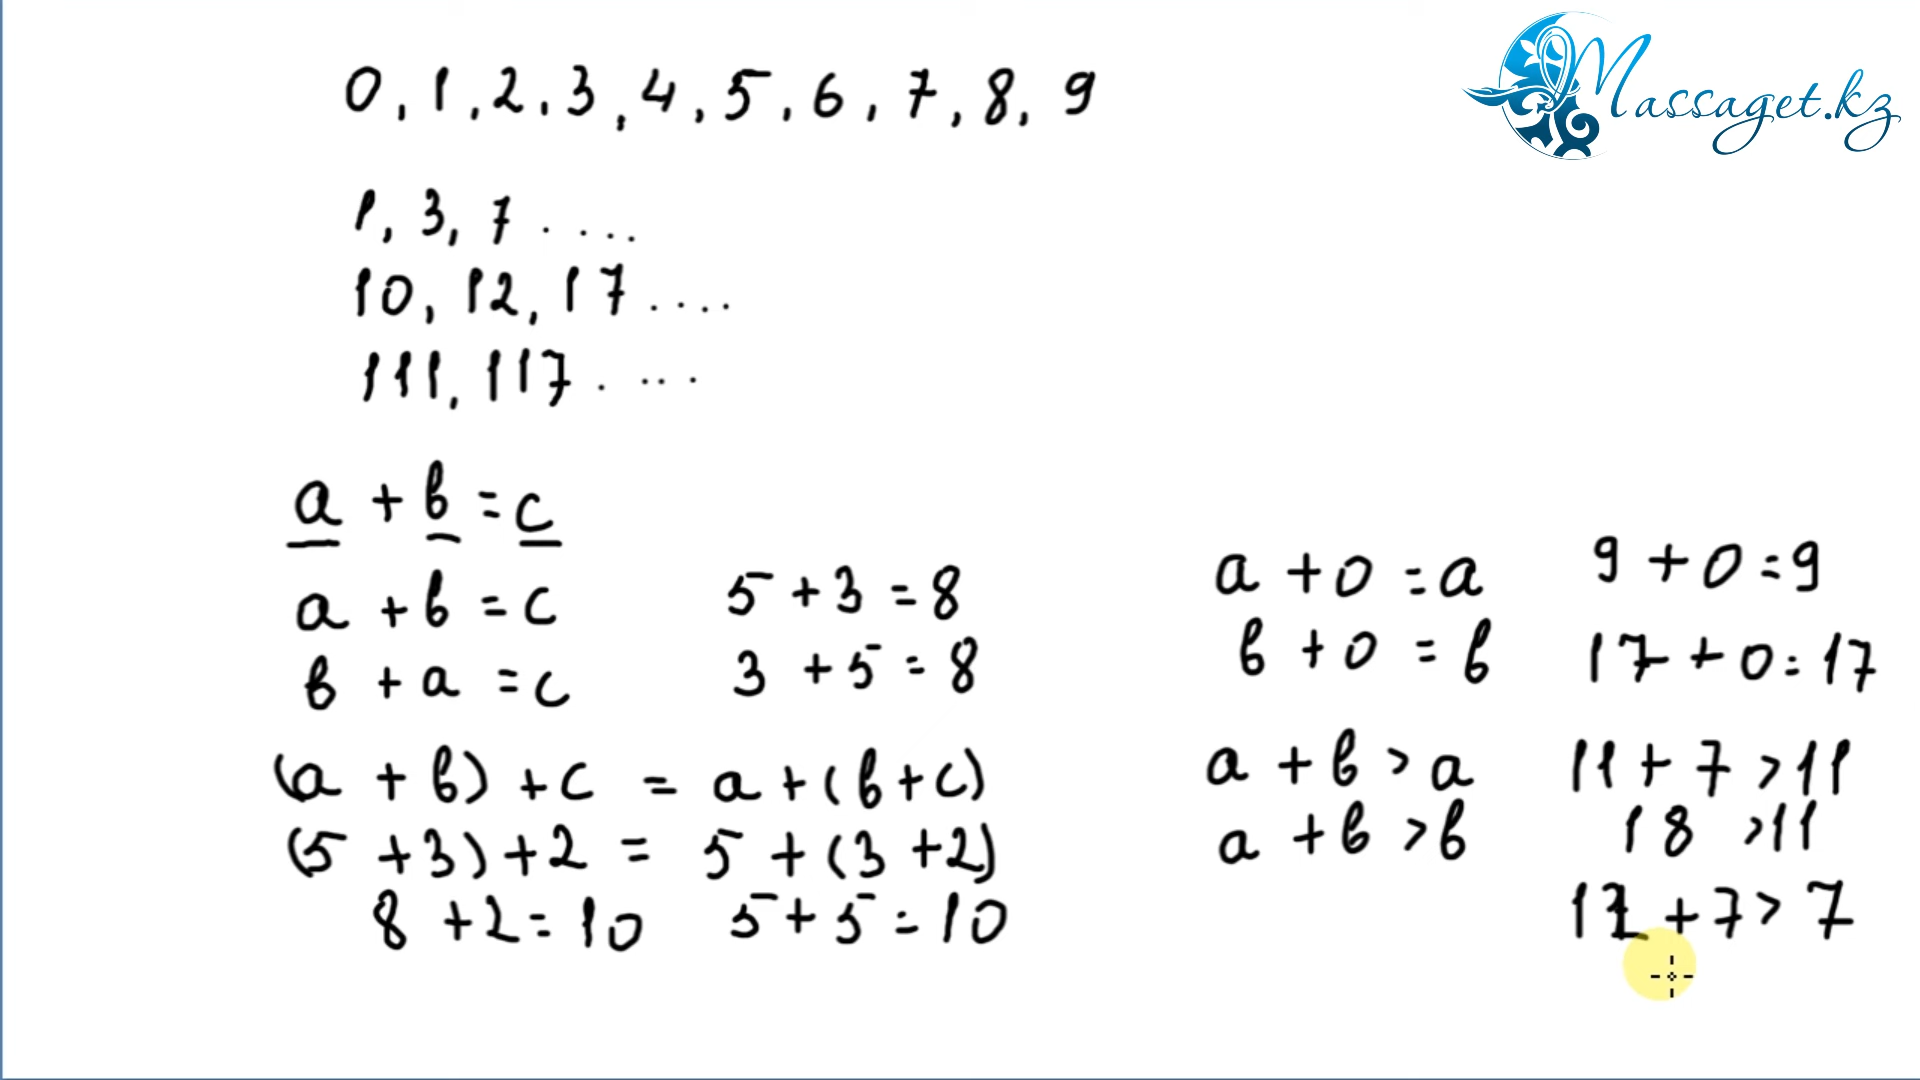 Massaget.kz
0, 1, 2, 3, 4, 5, 6, 7, 8, 9
1, 3, 7 . . . .
10, 12, 17 . . . .
111, 117 . . . .
a + в = c
a + в = c
в + a = c
5 + 3 = 8
3 + 5 = 8
(a + в) + c = a + (в + c)
(5 + 3) + 2 = 5 + (3 + 2)
8 + 2 = 10 5 + 5 = 10
a + 0 = a 9 + 0 = 9
в + 0 = в 17 + 0 = 17
a + в > a 11 + 7 > 11
a + в > в 18 > 11
+ 7 > 7